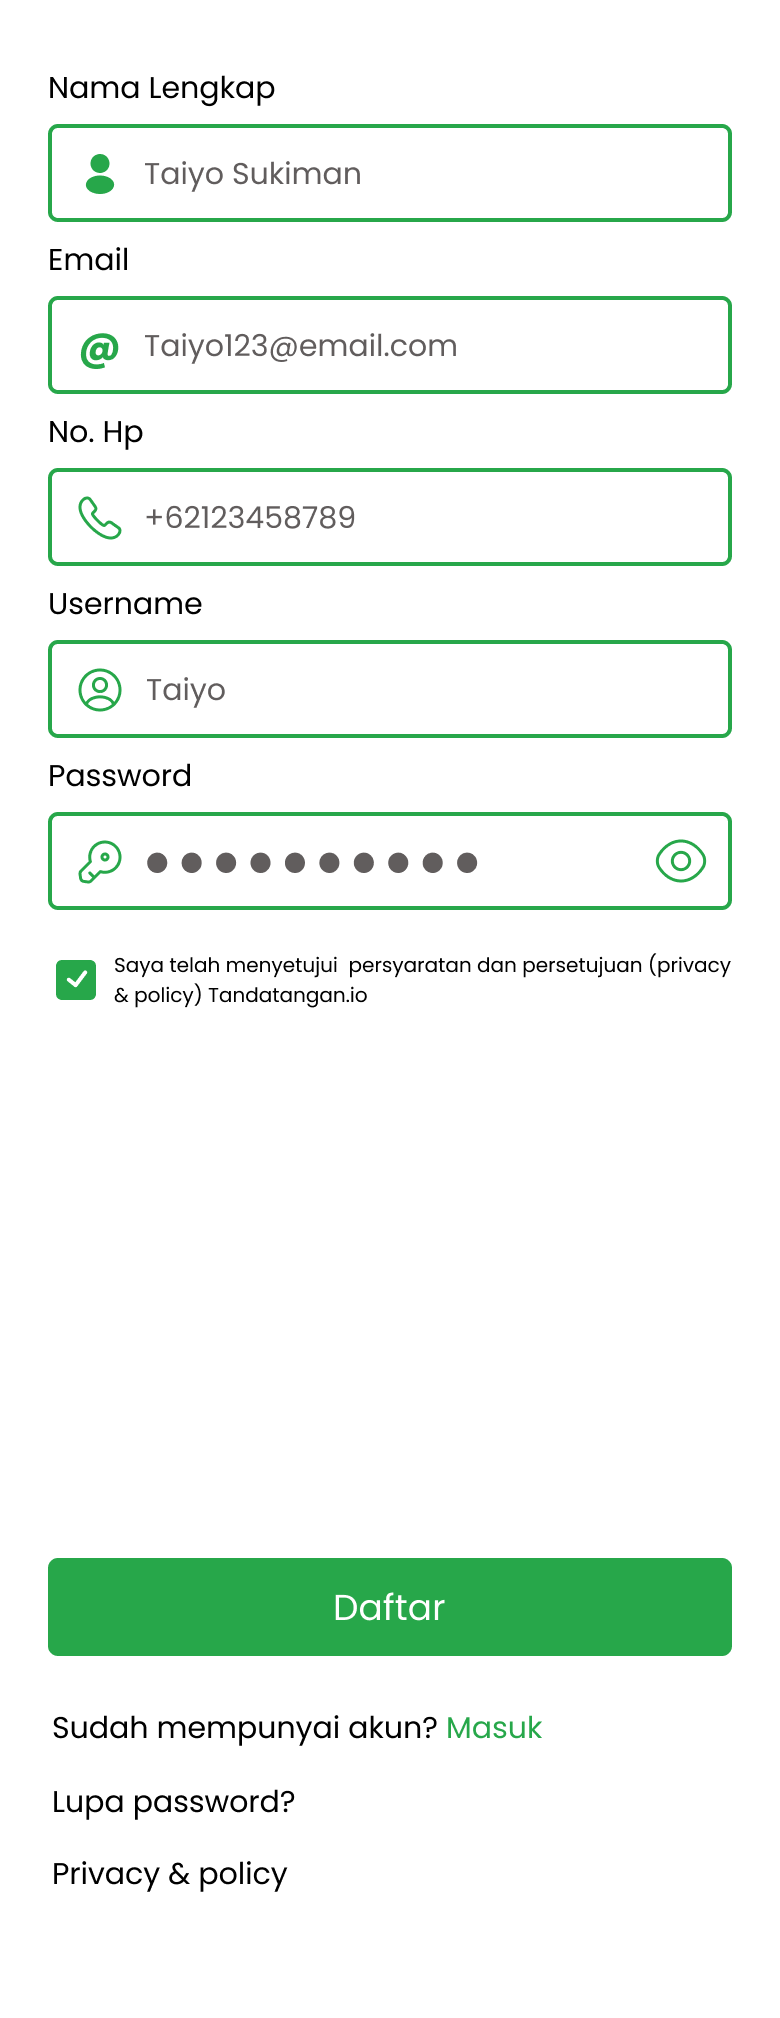 Nama Lengkap
Taiyo Sukiman
Email
@ Taiyo123@email.com
No. Hp
+62123458789
Username
Taiyo
Password
●●●●●●●●●●
Saya telah menyetujui  persyaratan dan persetujuan (privacy
& policy) Tandatangan.io
Daftar
Sudah mempunyai akun? Masuk
Lupa password?
Privacy & policy